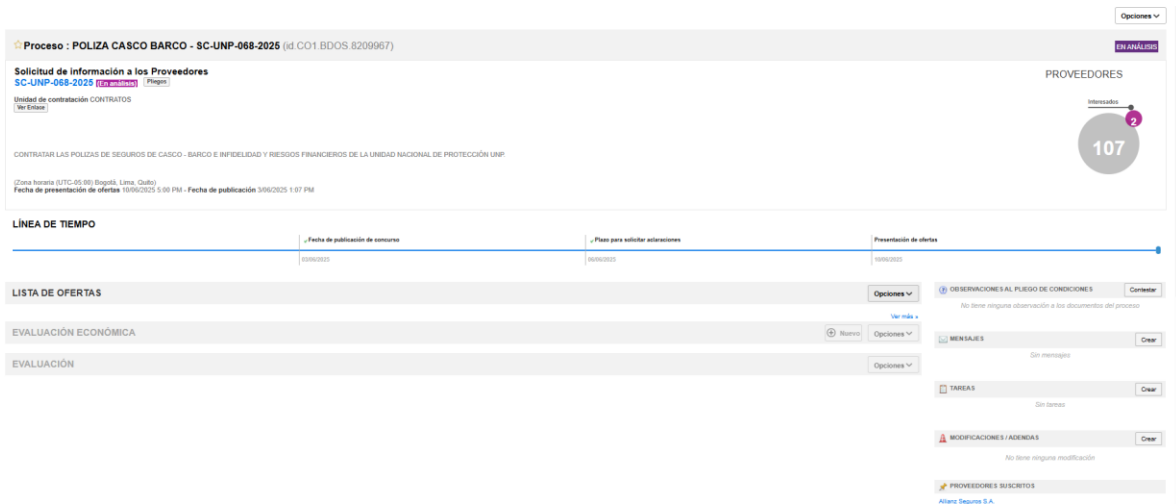 Opciones
Proceso : POLIZA CASCO BARCO - SC-UNP-068-2025 (id.CO1.BDOS.8209967)
EN ANÁLISIS
Solicitud de información a los Proveedores
SC-UNP-068-2025 (En análisis) Pliegos
Unidad de contratación CONTRATOS
Ver Enlace
PROVEEDORES
Interesados
2
107
CONTRATAR LAS POLIZAS DE SEGUROS DE CASCO - BARCO E INFIDELIDAD Y RIESGOS FINANCIEROS DE LA UNIDAD NACIONAL DE PROTECCIÓN UNP.
(Zona horaria (UTC-05:00) Bogotá, Lima, Quito)
Fecha de presentación de ofertas 10/06/2025 5:00 PM - Fecha de publicación 3/06/2025 1:07 PM
LÍNEA DE TIEMPO
Fecha de publicación de concurso
03/06/2025
Plazo para solicitar aclaraciones
06/06/2025
Presentación de ofertas
10/06/2025
LISTA DE OFERTAS
Opciones
Ver más »
EVALUACIÓN ECONÓMICA
Nuevo
Opciones
EVALUACIÓN
Opciones
OBSERVACIONES AL PLIEGO DE CONDICIONES
Contestar
No tiene ninguna observación a los documentos del proceso
MENSAJES
Crear
Sin mensajes
TAREAS
Crear
Sin tareas
MODIFICACIONES / ADENDAS
Crear
No tiene ninguna modificación
PROVEEDORES SUSCRITOS
Allianz Seguros S.A.